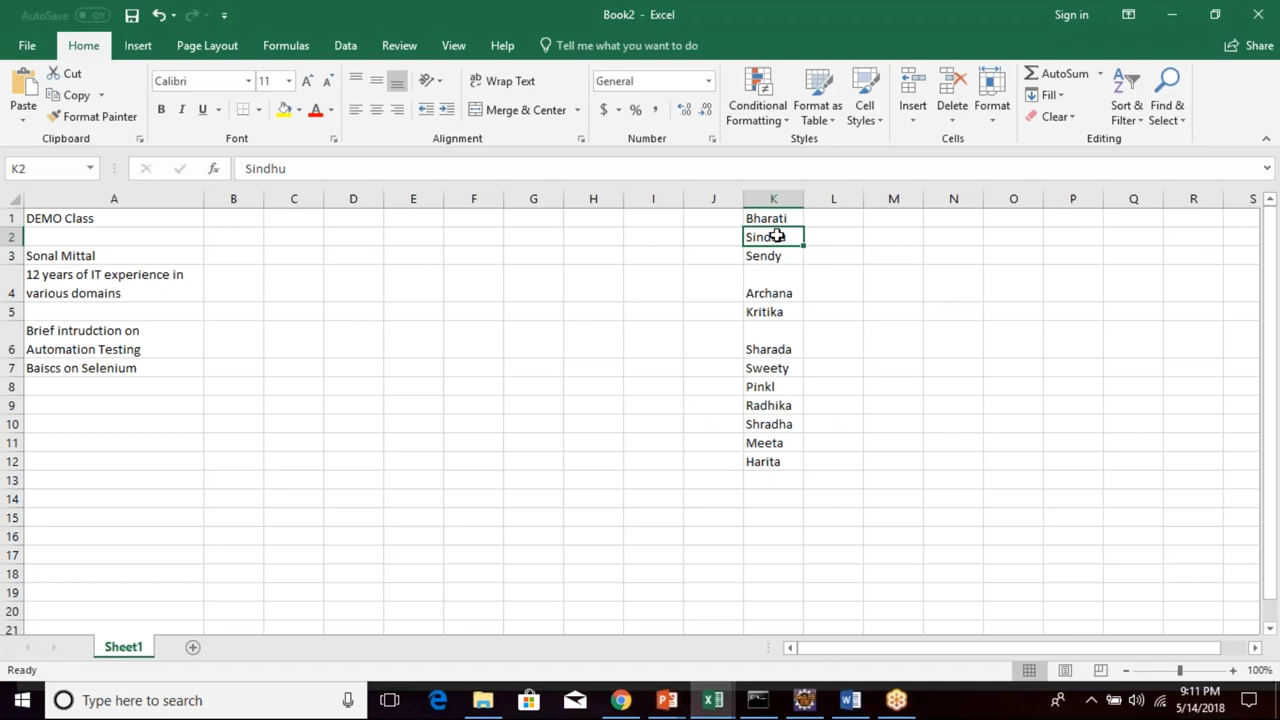 AutoSave Off
Book2 - Excel
Sign in
File Home Insert Page Layout Formulas Data Review View Help Tell me what you want to do Share
Paste
Cut
Copy
Format Painter
Clipboard
Calibri 11
B I U A
Font
Wrap Text
Merge & Center
Alignment
General
$ % ,
Number
Conditional Formatting
Format as Table
Cell Styles
Styles
Insert
Delete
Format
Cells
AutoSum
Fill
Clear
Sort & Filter
Find & Select
Editing
K2 fx Sindhu
A B C D E F G H I J K L M N O P Q R S
1 DEMO Class Bharati
2
3 Sonal Mittal Sendy
12 years of IT experience in
4 various domains Archana
5 Kritika
Brief intrudction on
6 Automation Testing Sharada
7 Baiscs on Selenium Sweety
8 Pinkl
9 Radhika
10 Shradha
11 Meeta
12 Harita
13
14
15
16
17
18
19
20
21
Sheet1
Ready 100%
Type here to search
9:11 PM
5/14/2018